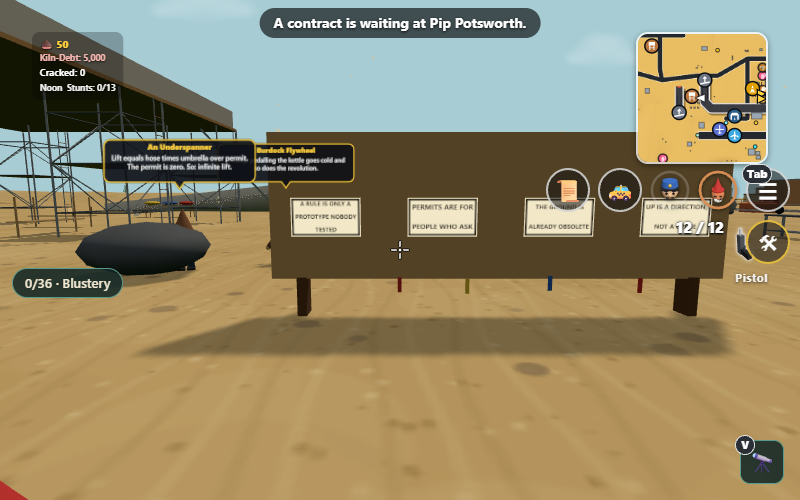 A contract is waiting at Pip Potsworth.
50
Kiln-Debt: 5,000
Cracked: 0
Noon Stunts: 0/13
An Underspanner
Lift equals hose times umbrella over permit.
The permit is zero. So: infinite lift.
Burdock Flywheel
dalling the kettle goes cold and
so does the revolution.
Tab
A RULE IS ONLY A
PROTOTYPE NOBODY
TESTED
PERMITS ARE FOR
PEOPLE WHO ASK
THE
ALREADY OBSOLETE
UP IS A DIRECTION
NOT A
12/12
Pistol
0/36 · Blustery
V